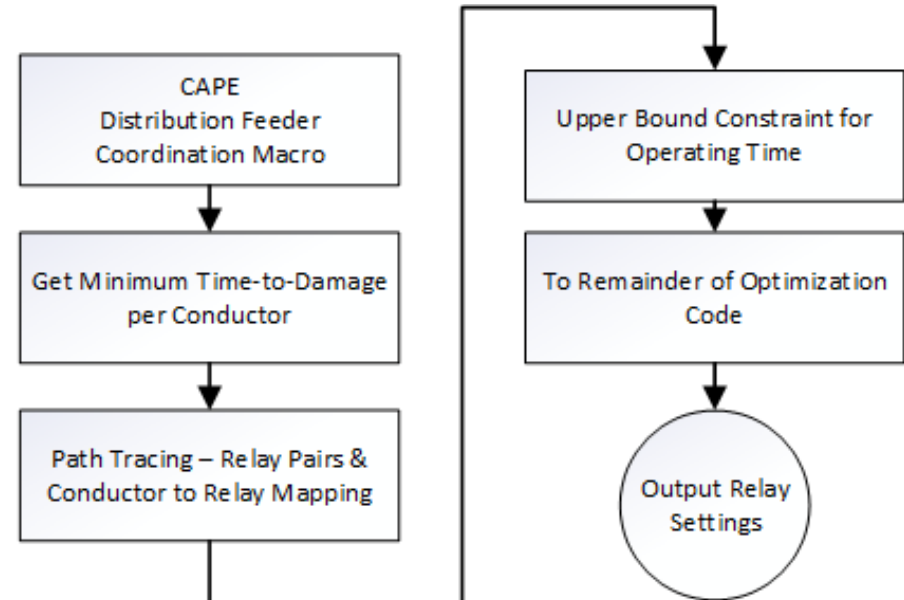 CAPE
Distribution Feeder
Coordination Macro
Get Minimum Time-to-Damage
per Conductor
Path Tracing – Relay Pairs &
Conductor to Relay Mapping
Upper Bound Constraint for
Operating Time
To Remainder of Optimization
Code
Output Relay
Settings